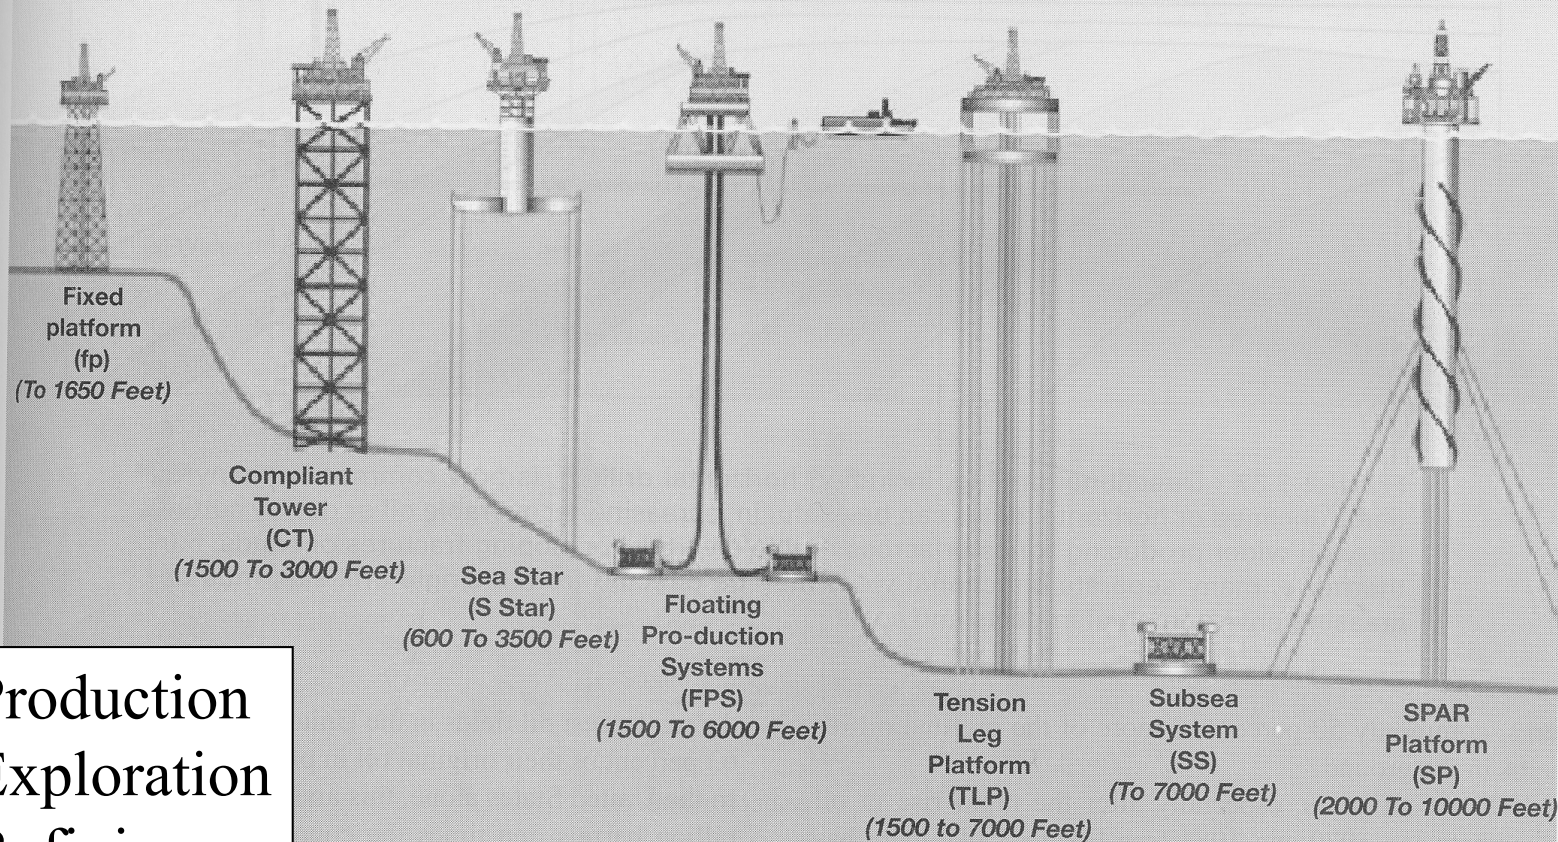 Fixed
platform
(fp)
(To 1650 Feet)
Compliant
Tower
(CT)
(1500 To 3000 Feet)
Sea Star
(S Star)
(600 To 3500 Feet)
Floating
Pro-duction
Systems
(FPS)
(1500 To 6000 Feet)
Tension
Leg
Platform
(TLP)
(1500 to 7000 Feet)
Subsea
System
(SS)
(To 7000 Feet)
SPAR
Platform
(SP)
(2000 To 10000 Feet)
roduction
xploration